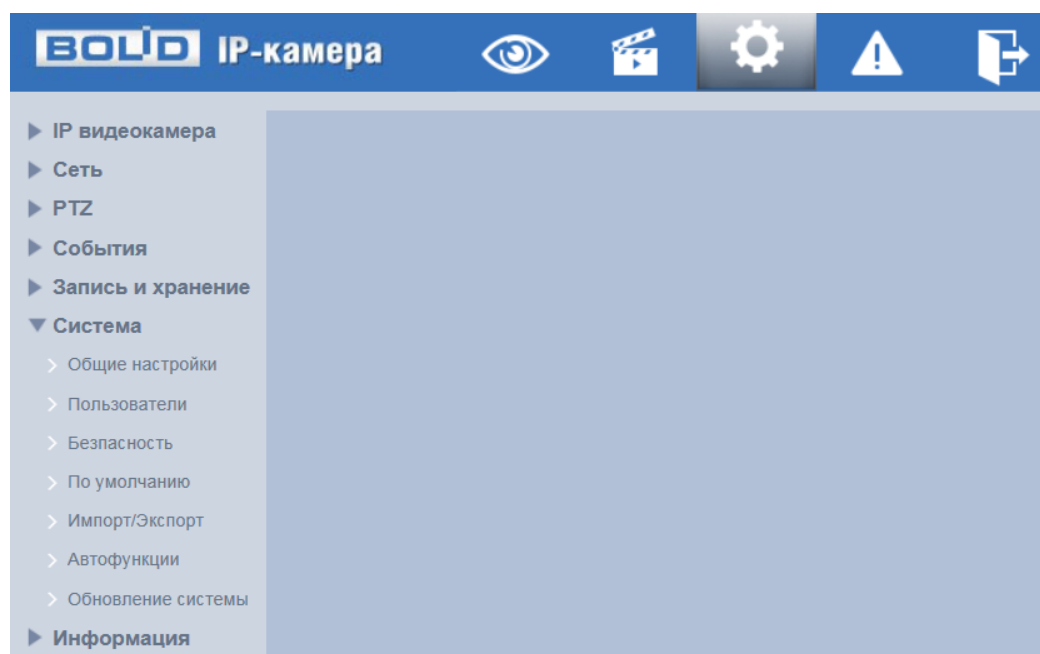 BOLID IP-камера
IP видеокамера
Сеть
PTZ
События
Запись и хранение
Система
Общие настройки
Пользователи
Безпасность
По умолчанию
Импорт/Экспорт
Автофункции
Обновление системы
Информация